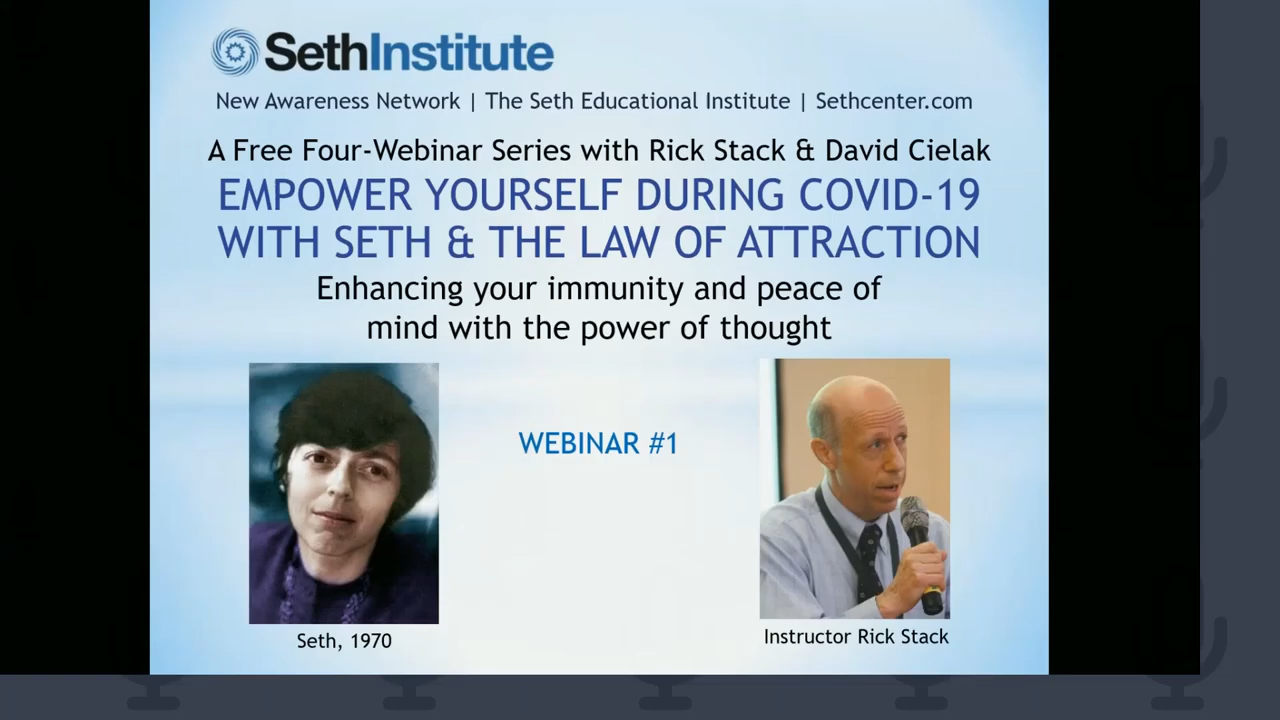 SethInstitute
New Awareness Network | The Seth Educational Institute | Sethcenter.com
A Free Four-Webinar Series with Rick Stack & David Cielak
EMPOWER YOURSELF DURING COVID-19
WITH SETH & THE LAW OF ATTRACTION
Enhancing your immunity and peace of
mind with the power of thought
WEBINAR #1
Seth, 1970
Instructor Rick Stack